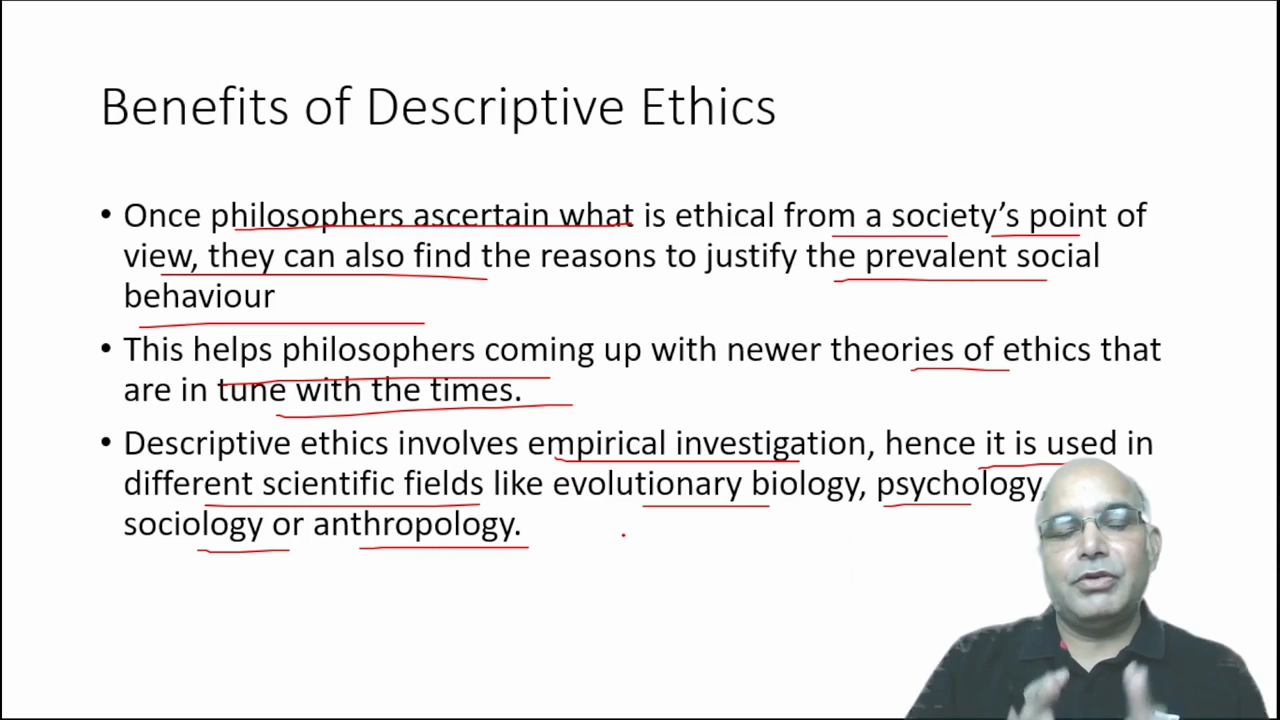 Benefits of Descriptive Ethics
• Once philosophers ascertain what is ethical from a society’s point of
view, they can also find the reasons to justify the prevalent social
behaviour
• This helps philosophers coming up with newer theories of ethics that
are in tune with the times.
• Descriptive ethics involves empirical investigation, hence it is used in
different scientific fields like evolutionary biology, psychology
sociology or anthropology.